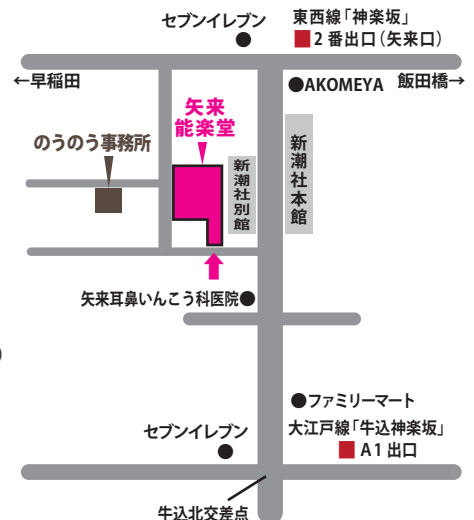 セブンイレブン
東西線「神楽坂」
2番出口（矢来口）
←早稲田
AKOMEYA
飯田橋→
矢来
能楽堂
のうのう事務所
新潮社別館
新潮社本館
矢来耳鼻いんこう科医院
)
ファミリーマート
大江戸線「牛込神楽坂」
A1出口
セブンイレブン
牛込北交差点